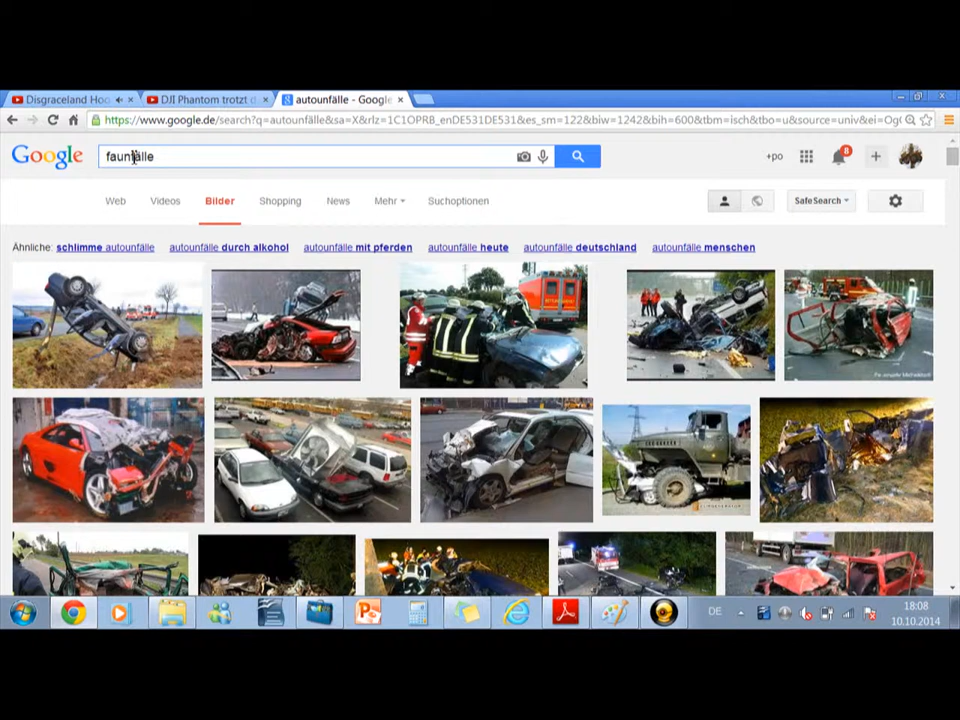 Disgraceland Hoo
DJI Phantom trotzt d
autounfälle - Google
https://www.google.de/search?q=autounfälle&sa=X&rlz=1C1OPRB_enDE531DE531&es_sm=122&biw=1242&bih=600&tbm=isch&tbo=u&source=univ&ei=Og
Google
faunfälle
+po
8
Web Videos Bilder Shopping News Mehr Suchoptionen
SafeSearch
Ähnliche: schlimme autounfälle autounfälle durch alkohol autounfälle mit pferden autounfälle heute autounfälle deutschland autounfälle menschen
DE
18:08
10.10.2014